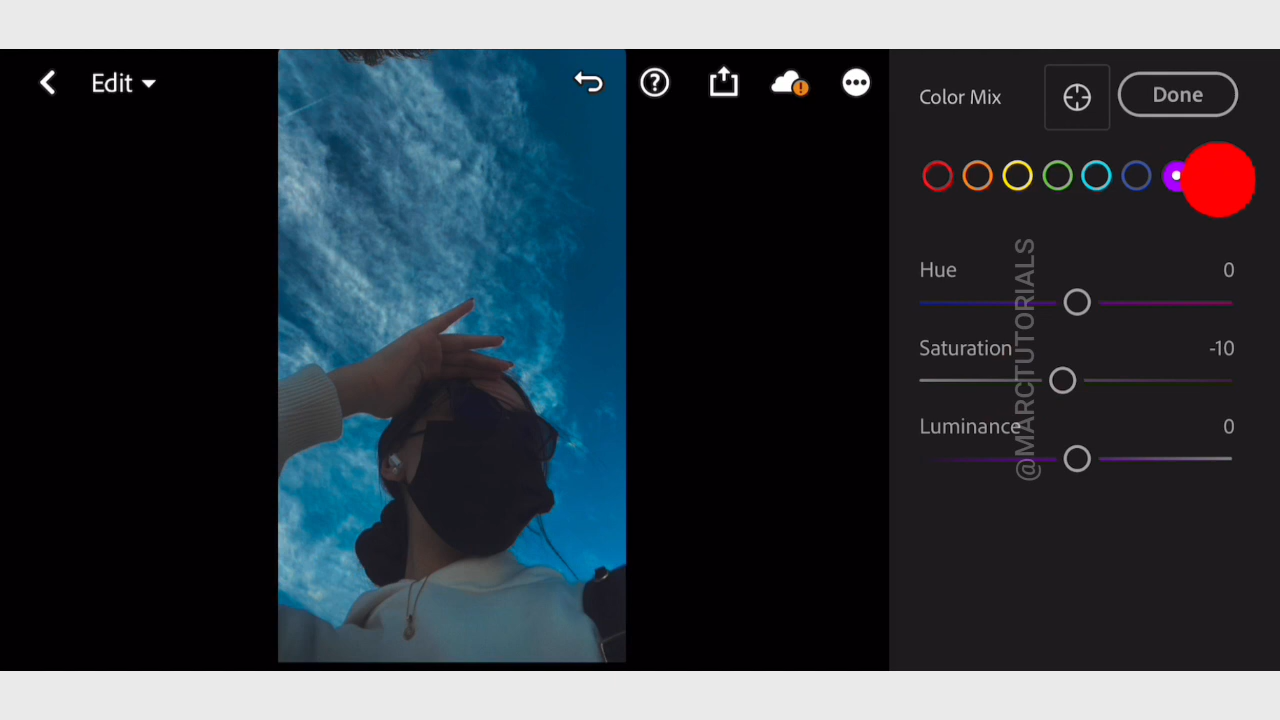 Edit
Color Mix
Done
Hue
0
Saturation
-10
Luminance
0
@MARCTUTORIALS